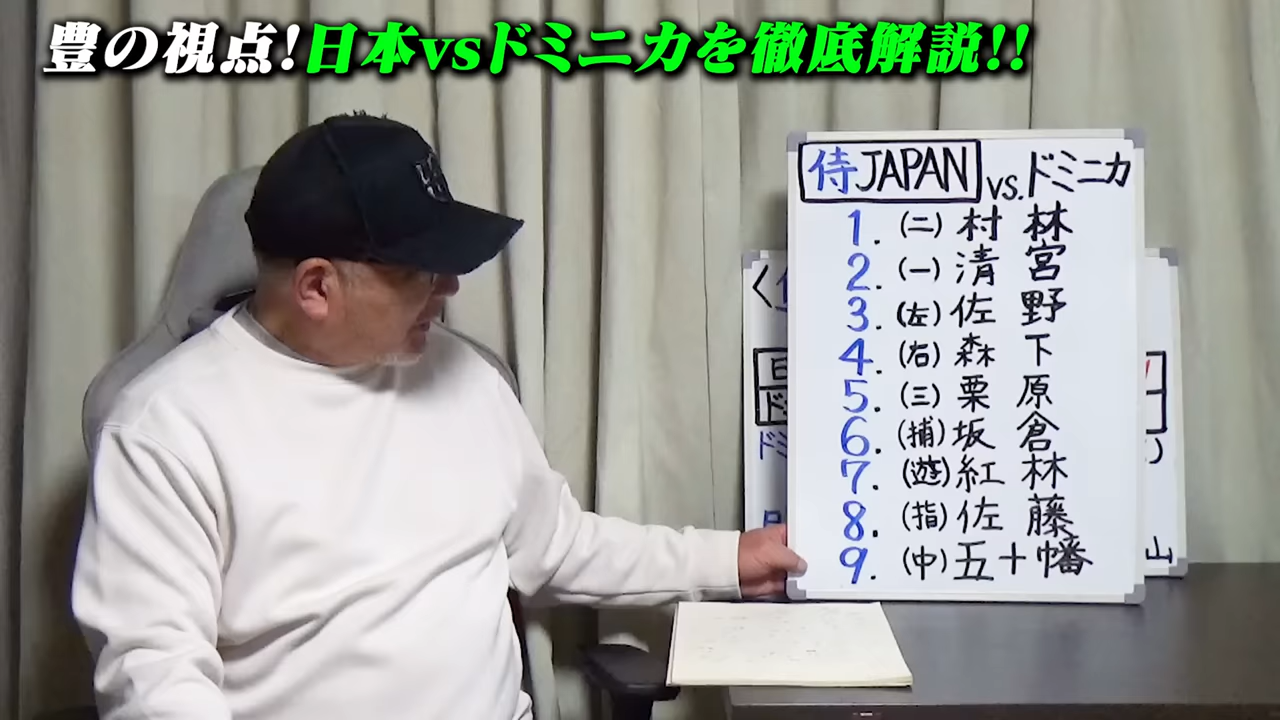 豊の視点!日本vsドミニカを徹底解説!!
侍JAPAN vs.ドミニカ
1. (二) 村林
2. (一) 清宮
3. (左) 佐野
4. (右) 森下
5. (三) 栗原
6. (捕) 坂倉
7. (遊) 紅林
8. (指) 佐藤
9. (中) 五十幡
山